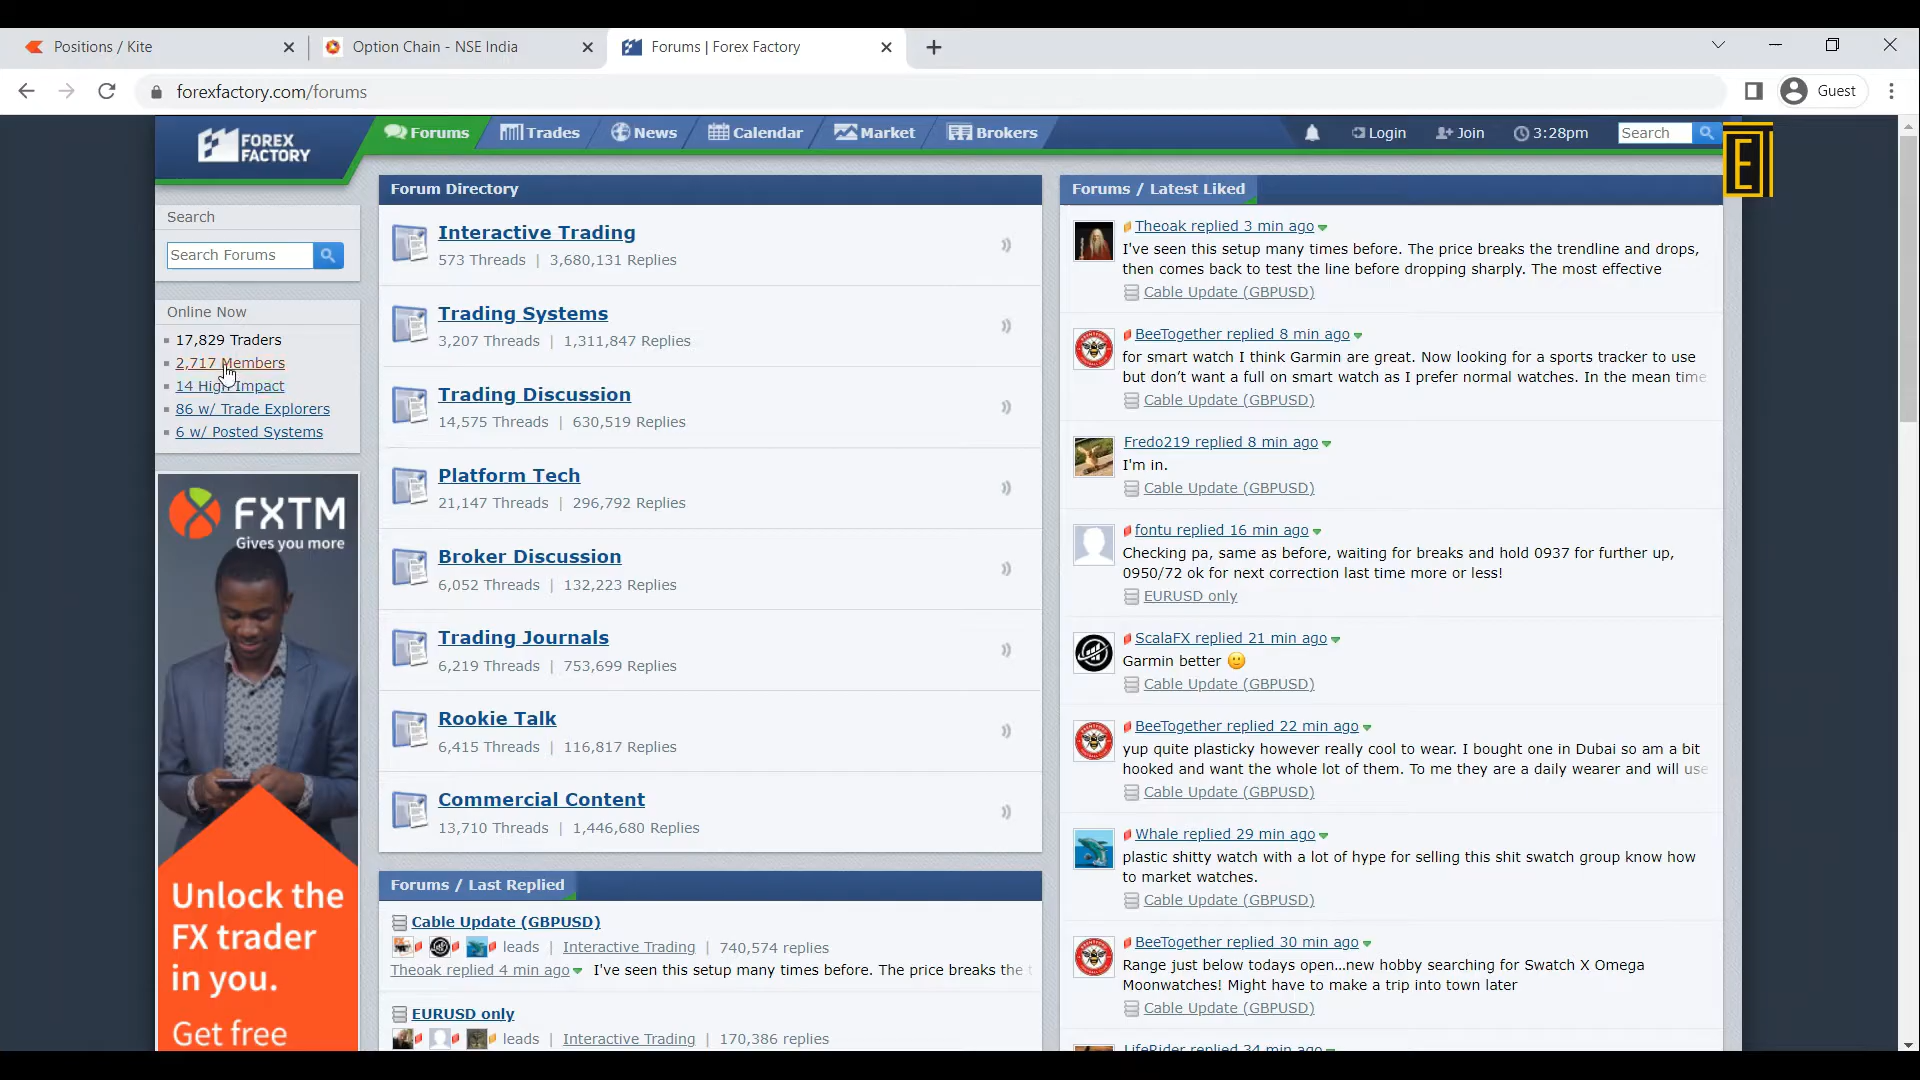 Positions / Kite
Option Chain - NSE India
Forums | Forex Factory
forexfactory.com/forums
Guest
FOREX
FACTORY
Forums
Trades
News
Calendar
Market
Brokers
Login
Join
3:28pm
Search
E
Search
Search Forums
Online Now
17,829 Traders
2,717 Members
14 High Impact
86 w/ Trade Explorers
6 w/ Posted Systems
FXTM
Gives you more
Unlock the
FX trader
in you.
Get free
Forum Directory
Interactive Trading
573 Threads | 3,680,131 Replies
Trading Systems
3,207 Threads | 1,311,847 Replies
Trading Discussion
14,575 Threads | 630,519 Replies
Platform Tech
21,147 Threads | 296,792 Replies
Broker Discussion
6,052 Threads | 132,223 Replies
Trading Journals
6,219 Threads | 753,699 Replies
Rookie Talk
6,415 Threads | 116,817 Replies
Commercial Content
13,710 Threads | 1,446,680 Replies
Forums / Last Replied
Cable Update (GBPUSD)
leads | Interactive Trading | 740,574 replies
Theoak replied 4 min ago I've seen this setup many times before. The price breaks the
EURUSD only
leads | Interactive Trading | 170,386 replies
Forums / Latest Liked
Theoak replied 3 min ago
I've seen this setup many times before. The price breaks the trendline and drops,
then comes back to test the line before dropping sharply. The most effective
Cable Update (GBPUSD)
BeeTogether replied 8 min ago
for smart watch I think Garmin are great. Now looking for a sports tracker to use
but don't want a full on smart watch as I prefer normal watches. In the mean time
Cable Update (GBPUSD)
Fredo219 replied 8 min ago
I'm in.
Cable Update (GBPUSD)
fontu replied 16 min ago
Checking pa, same as before, waiting for breaks and hold 0937 for further up,
0950/72 ok for next correction last time more or less!
EURUSD only
ScalaFX replied 21 min ago
Garmin better 🙂
Cable Update (GBPUSD)
BeeTogether replied 22 min ago
yup quite plasticky however really cool to wear. I bought one in Dubai so am a bit
hooked and want the whole lot of them. To me they are a daily wearer and will use
Cable Update (GBPUSD)
Whale replied 29 min ago
plastic shitty watch with a lot of hype for selling this shit swatch group know how
to market watches.
Cable Update (GBPUSD)
BeeTogether replied 30 min ago
Range just below todays open...new hobby searching for Swatch X Omega
Moonwatches! Might have to make a trip into town later
Cable Update (GBPUSD)
LifeRider replied 34 min ago